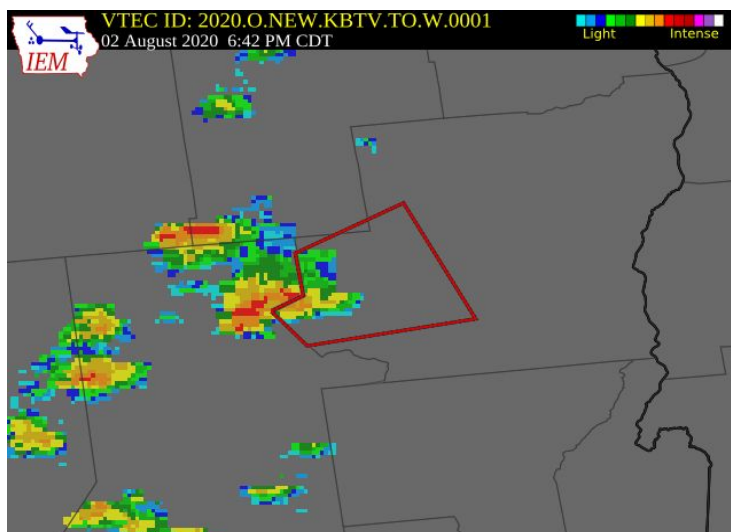 VTEC ID: 2020.O.NEW.KBTV.TO.W.0001
02 August 2020 6:42 PM CDT
IEM
Light Intense